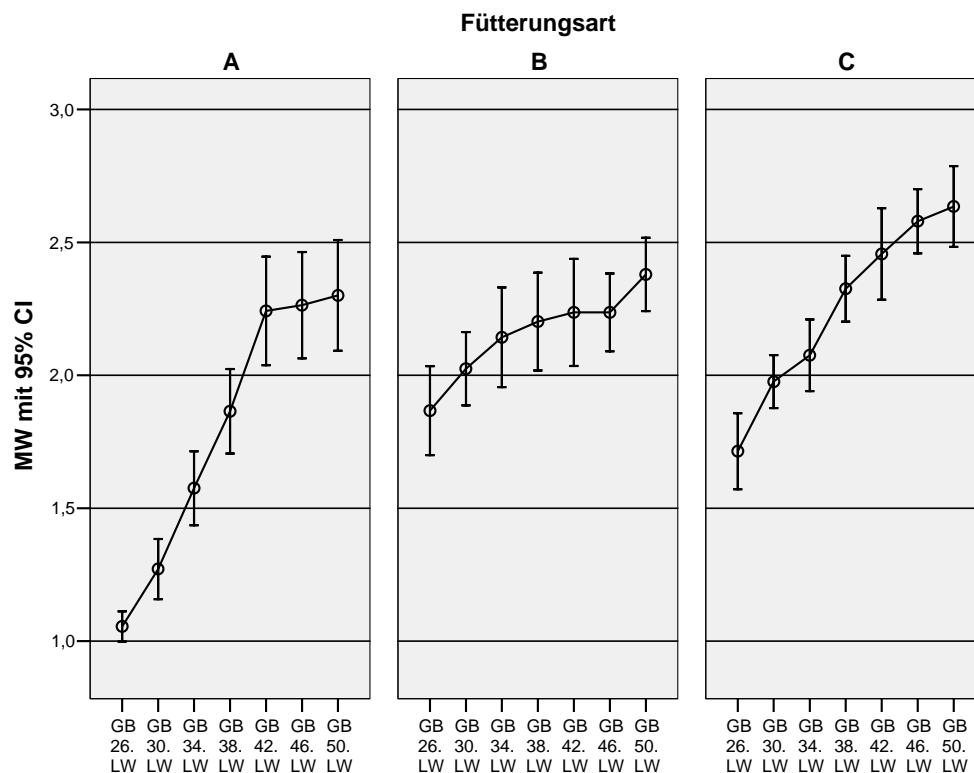 Fütterungsart
A B C
MW mit 95% CI
3,0
2,5
2,0
1,5
1,0
GB GB GB GB GB GB GB GB GB GB GB GB GB GB GB GB GB GB GB GB GB
26. 30. 34. 38. 42. 46. 50. 26. 30. 34. 38. 42. 46. 50. 26. 30. 34. 38. 42. 46. 50.
LW LW LW LW LW LW LW LW LW LW LW LW LW LW LW LW LW LW LW LW LW